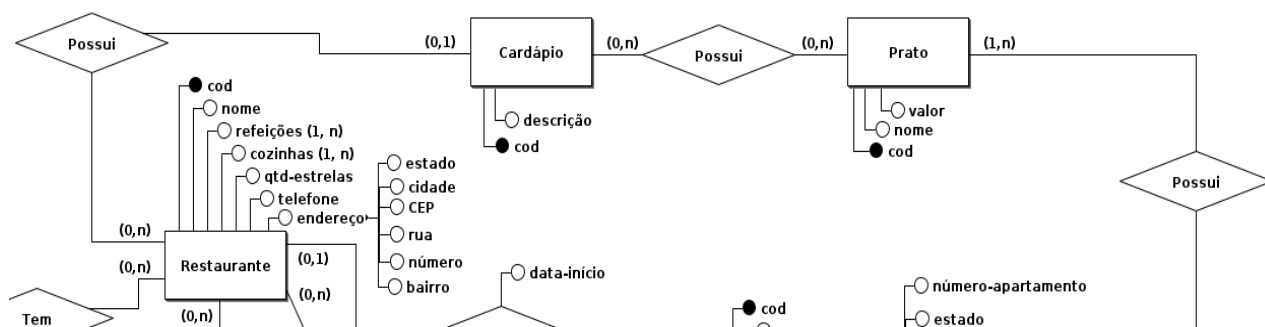 Possui
(0,1)
Cardápio
(0,n)
Possui
(0,n)
Prato
(1,n)
cod
nome
refeições (1, n)
cozinhas (1, n)
qtd-estrelas
telefone
endereço
descrição
cod
valor
nome
cod
estado
cidade
CEP
rua
número
bairro
Possui
(0,n)
(0,n)
Restaurante
(0,1)
(0,n)
(0,n)
Tem
data-início
cod
número-apartamento
estado